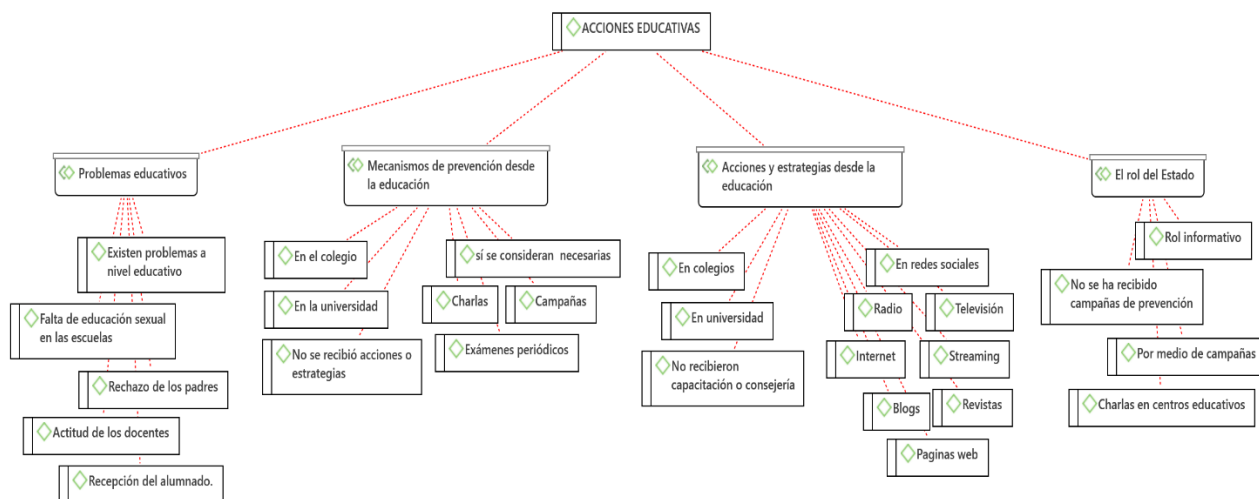 ACCIONES EDUCATIVAS
Problemas educativos
Existen problemas a
nivel educativo
Falta de educación sexual
en las escuelas
Rechazo de los padres
Actitud de los docentes
Recepción del alumnado.
Mecanismos de prevención desde
la educación
En el colegio
En la universidad
No se recibió acciones o
estrategias
sí se consideran necesarias
Charlas
Campañas
Exámenes periódicos
Acciones y estrategias desde la
educación
En colegios
En universidad
No recibieron
capacitación o consejería
En redes sociales
Radio
Televisión
Internet
Streaming
Blogs
Revistas
Paginas web
El rol del Estado
Rol informativo
No se ha recibido
campañas de prevención
Por medio de campañas
Charlas en centros educativos